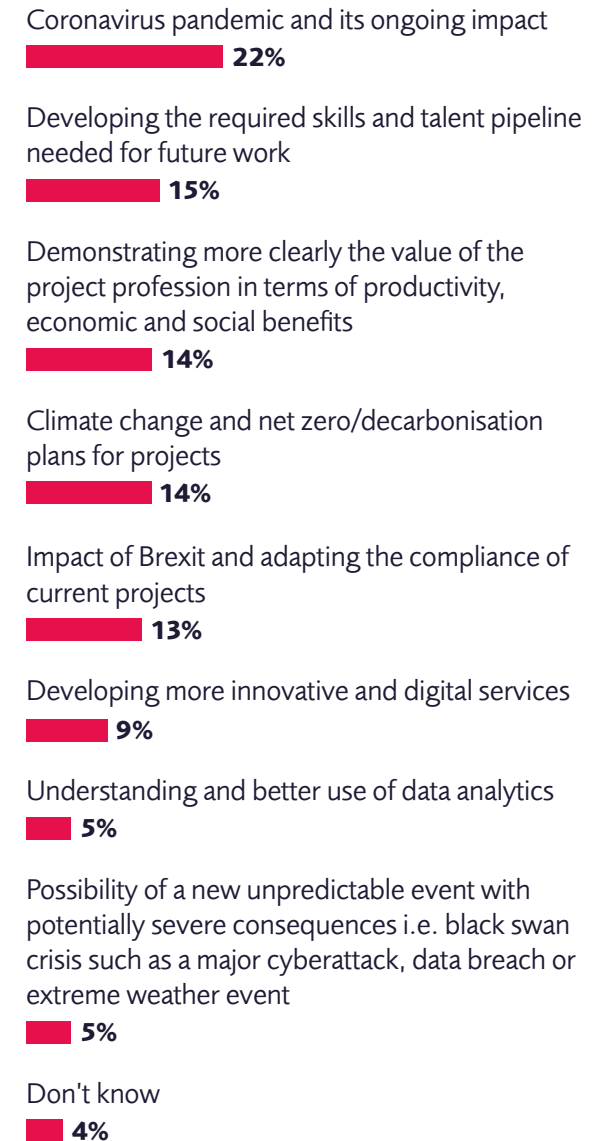 Coronavirus pandemic and its ongoing impact
22%
Developing the required skills and talent pipeline
needed for future work
15%
Demonstrating more clearly the value of the
project profession in terms of productivity,
economic and social benefits
14%
Climate change and net zero/decarbonisation
plans for projects
14%
Impact of Brexit and adapting the compliance of
current projects
13%
Developing more innovative and digital services
9%
Understanding and better use of data analytics
5%
Possibility of a new unpredictable event with
potentially severe consequences i.e. black swan
crisis such as a major cyberattack, data breach or
extreme weather event
5%
Don't know
4%